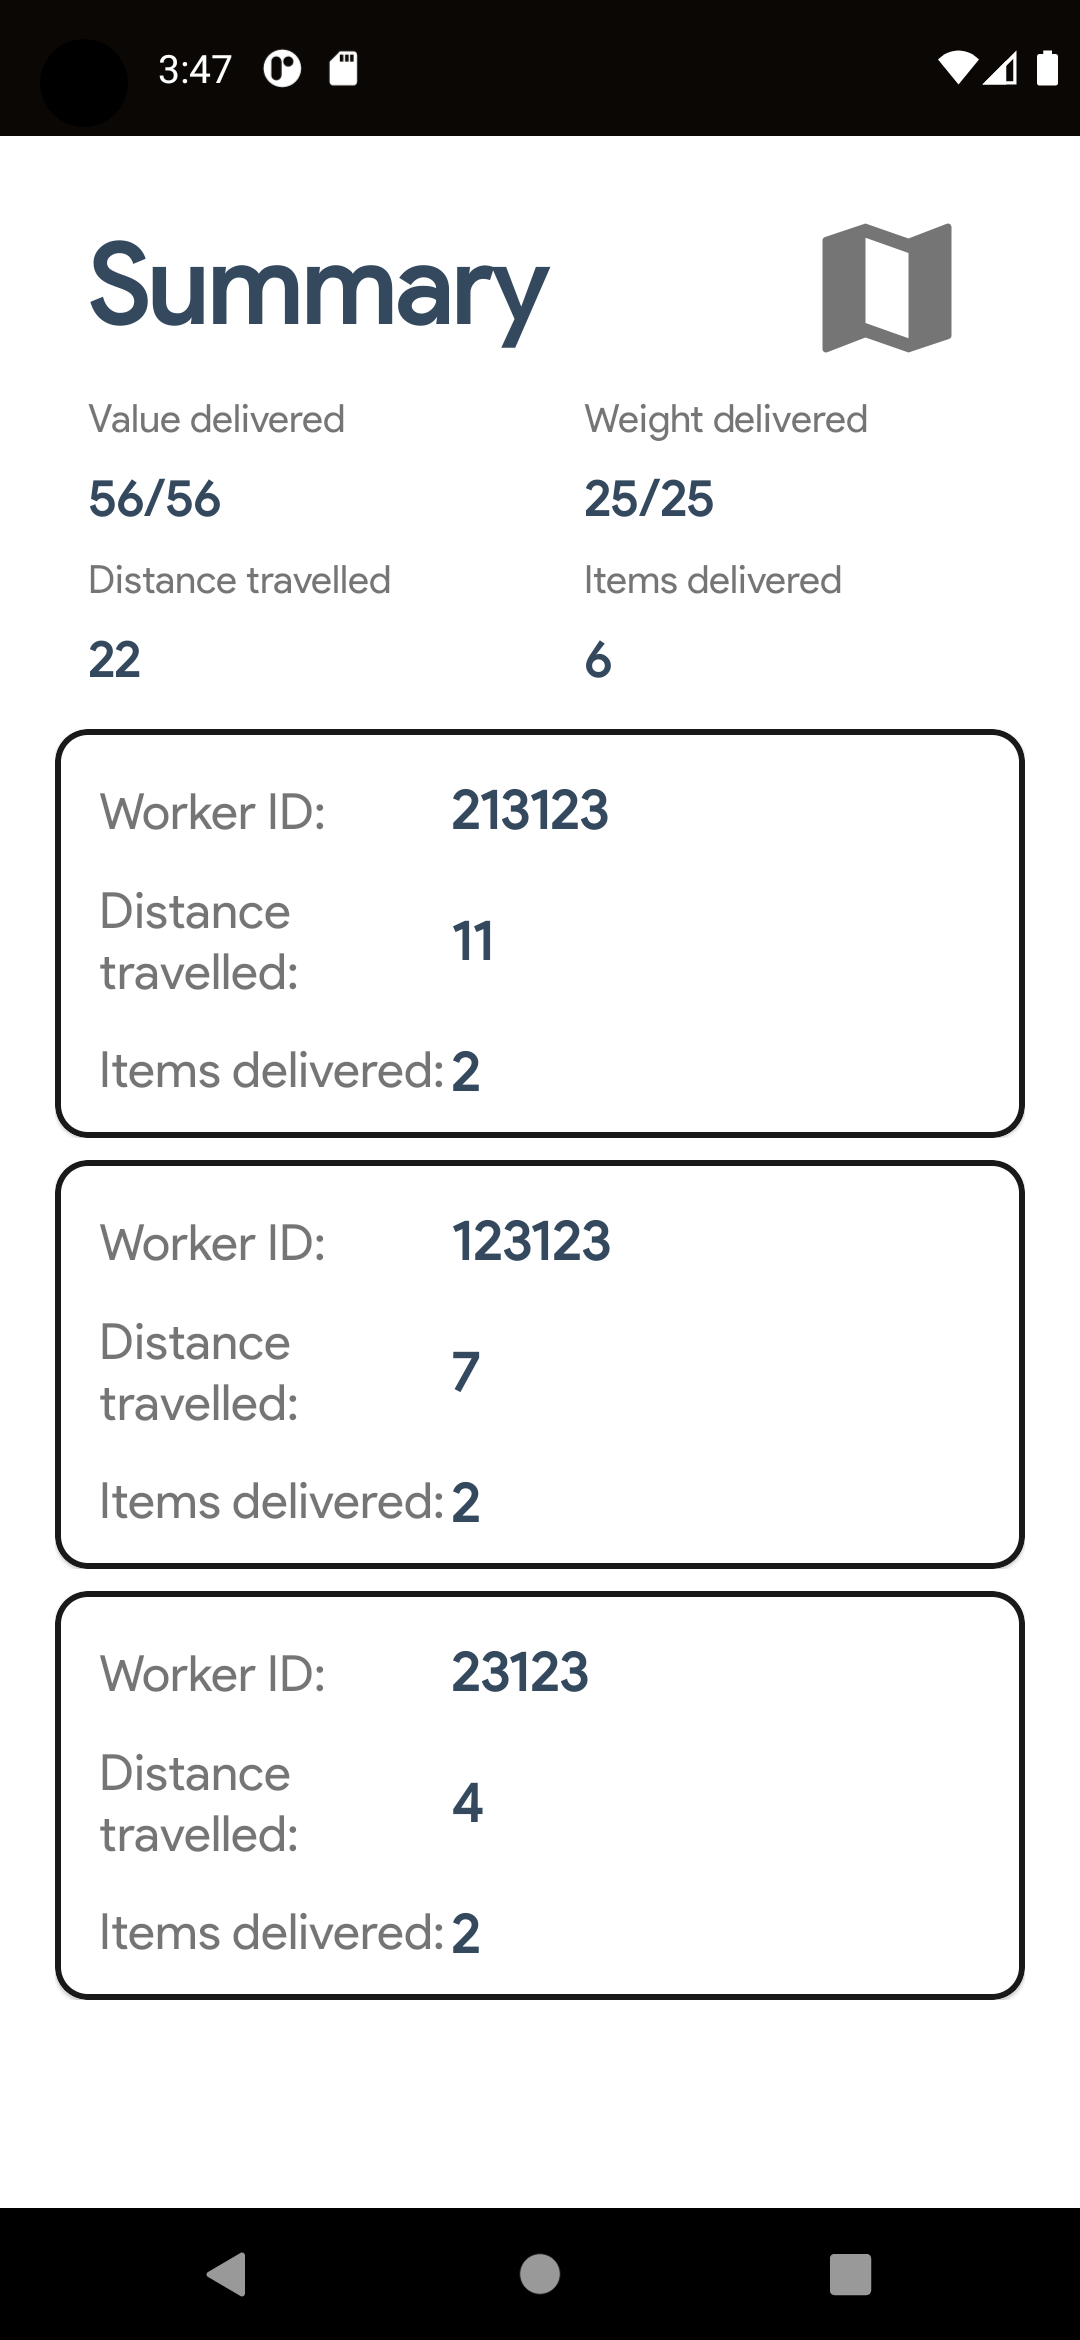 3:47
Summary
Value delivered
Weight delivered
56/56
25/25
Distance travelled
Items delivered
22
6
Worker ID: 213123
Distance
travelled:
11
Items delivered: 2
Worker ID: 123123
Distance
travelled:
7
Items delivered: 2
Worker ID: 23123
Distance
travelled:
4
Items delivered: 2